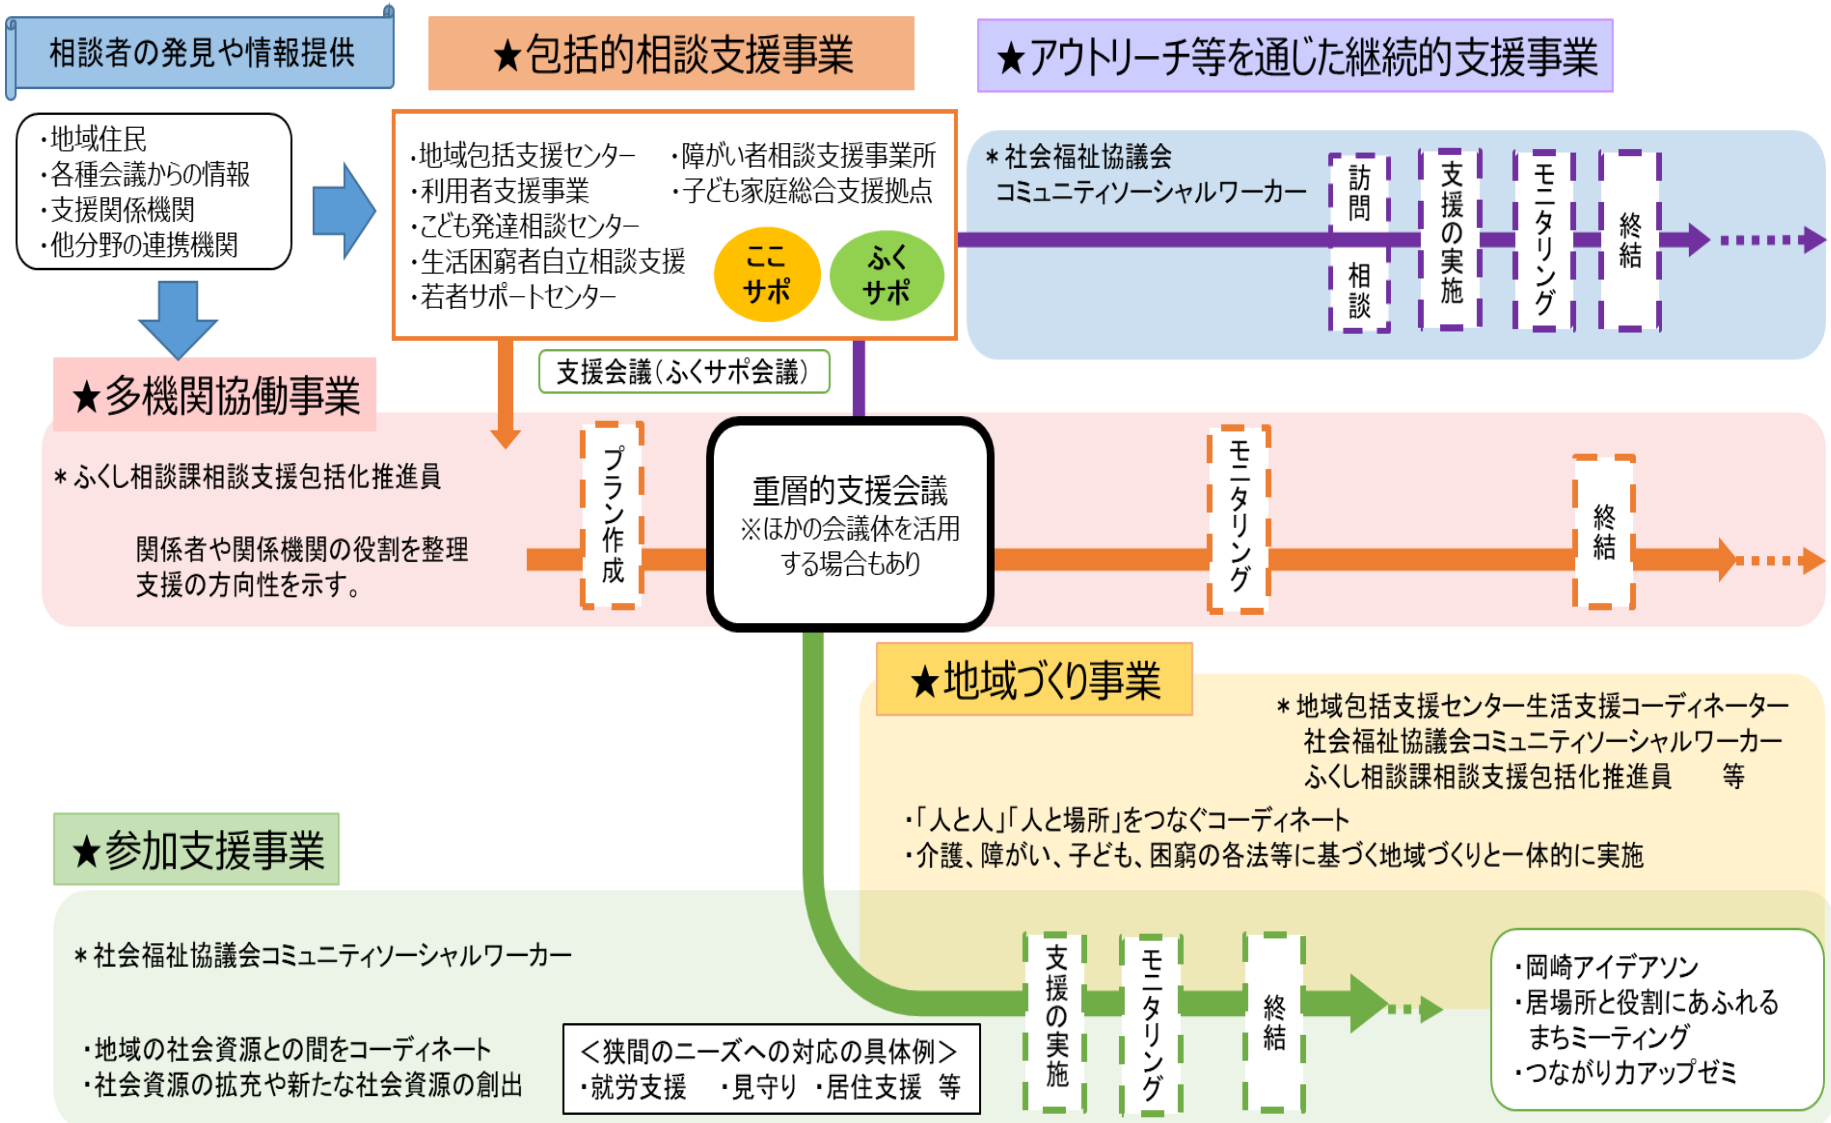 相談者の発見や情報提供
★包括的相談支援事業
★アウトリーチ等を通じた継続的支援事業
・地域住民
・各種会議からの情報
・支援関係機関
・他分野の連携機関
・地域包括支援センター
・利用者支援事業
・こども発達相談センター
・生活困窮者自立相談支援
・若者サポートセンター
・障がい者相談支援事業所
・子ども家庭総合支援拠点
ここ
サポ
ふく
サポ
＊社会福祉協議会
コミュニティソーシャルワーカー
訪問
相談
支援の実施
モニタリング
終結
支援会議（ふくサポ会議）
★多機関協働事業
＊ふくし相談課相談支援包括化推進員
関係者や関係機関の役割を整理
支援の方向性を示す。
プラン作成
重層的支援会議
※ほかの会議体を活用
する場合もあり
モニタリング
終結
★地域づくり事業
＊地域包括支援センター生活支援コーディネーター
社会福祉協議会コミュニティソーシャルワーカー
ふくし相談課相談支援包括化推進員　　等
・「人と人」「人と場所」をつなぐコーディネート
・介護、障がい、子ども、困窮の各法等に基づく地域づくりと一体的に実施
★参加支援事業
＊社会福祉協議会コミュニティソーシャルワーカー
・地域の社会資源との間をコーディネート
・社会資源の拡充や新たな社会資源の創出
＜狭間のニーズへの対応の具体例＞
・就労支援　・見守り　・居住支援　等
支援の実施
モニタリング
終結
・岡崎アイデアソン
・居場所と役割にあふれる
まちミーティング
・つながり力アップゼミ